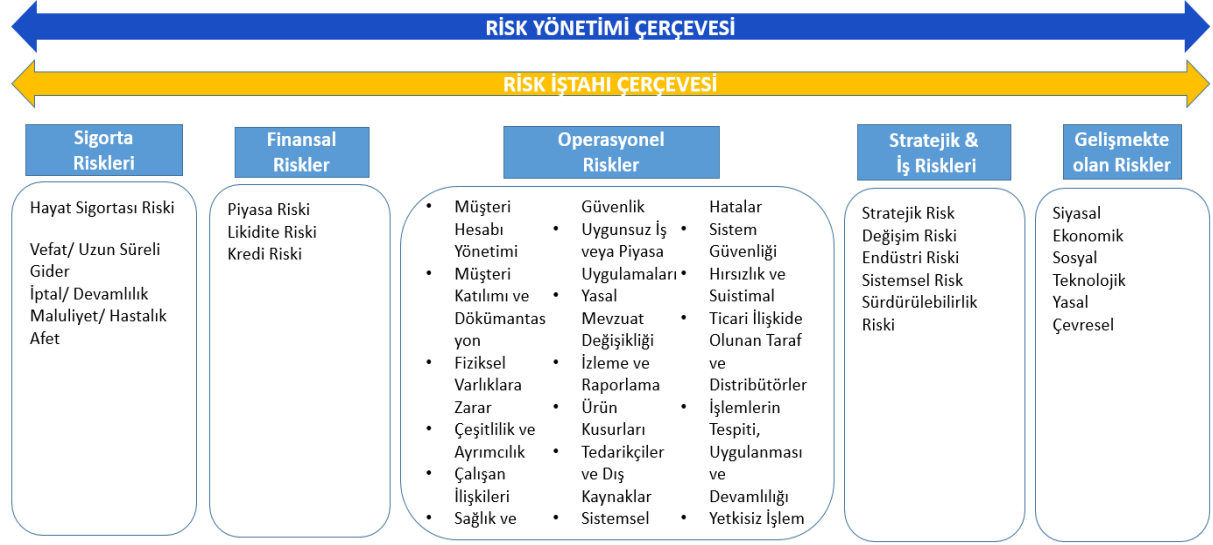 RİSK YÖNETİMİ ÇERÇEVESİ
RİSK İŞTAHI ÇERÇEVESİ
Sigorta
Riskleri
Hayat Sigortası Riski
Vefat/ Uzun Süreli
Gider
İptal/ Devamlılık
Maluliyet/ Hastalık
Afet
Finansal
Riskler
Piyasa Riski
Likidite Riski
Kredi Riski
Operasyonel
Riskler
• Müşteri
Hesabı
Yönetimi
• Müşteri
Katılımı ve
Dökümantas
yon
• Fiziksel
Varlıklara
Zarar
• Çeşitlilik ve
Ayrımcılık
• Çalışan
İlişkileri
• Sağlık ve
Güvenlik
• Uygunsuz İş
veya Piyasa
Uygulamaları
• Yasal
Mevzuat
Değişikliği
• İzleme ve
Raporlama
• Ürün
Kusurları
• Tedarikçiler
ve Dış
Kaynaklar
• Sistemsel
Hatalar
• Sistem
Güvenliği
• Hırsızlık ve
Suistimal
• Ticari İlişkide
Olunan Taraf
ve
Distribütörler
• İşlemlerin
Tespiti,
Uygulanması
ve
Devamlılığı
• Yetkisiz İşlem
Stratejik &
İş Riskleri
Stratejik Risk
Değişim Riski
Endüstri Riski
Sistemsel Risk
Sürdürülebilirlik
Riski
Gelişmekte
olan Riskler
Siyasal
Ekonomik
Sosyal
Teknolojik
Yasal
Çevresel